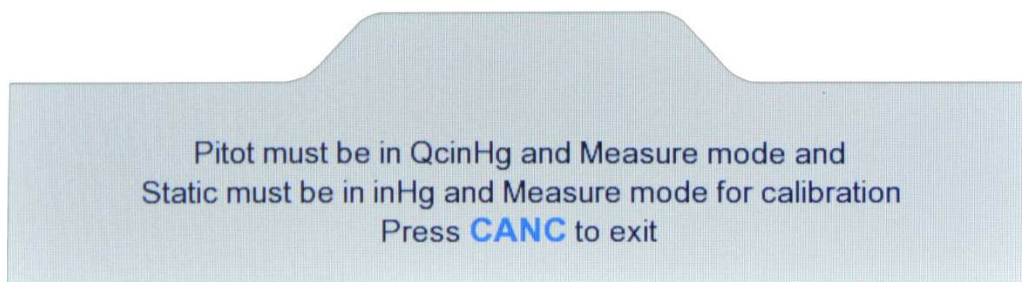 Pitot must be in QcinHg and Measure mode and
Static must be in inHg and Measure mode for calibration
Press CANC to exit